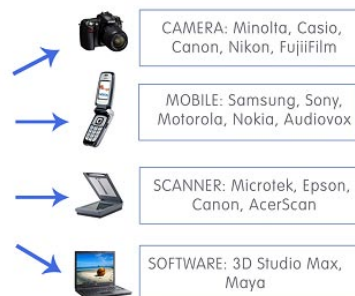 CAMERA: Minolta, Casio,
Canon, Nikon, FujiiFilm
MOBILE: Samsung, Sony,
Motorola, Nokia, Audiovox
SCANNER: Microtek, Epson,
Canon, AcerScan
SOFTWARE: 3D Studio Max,
Maya